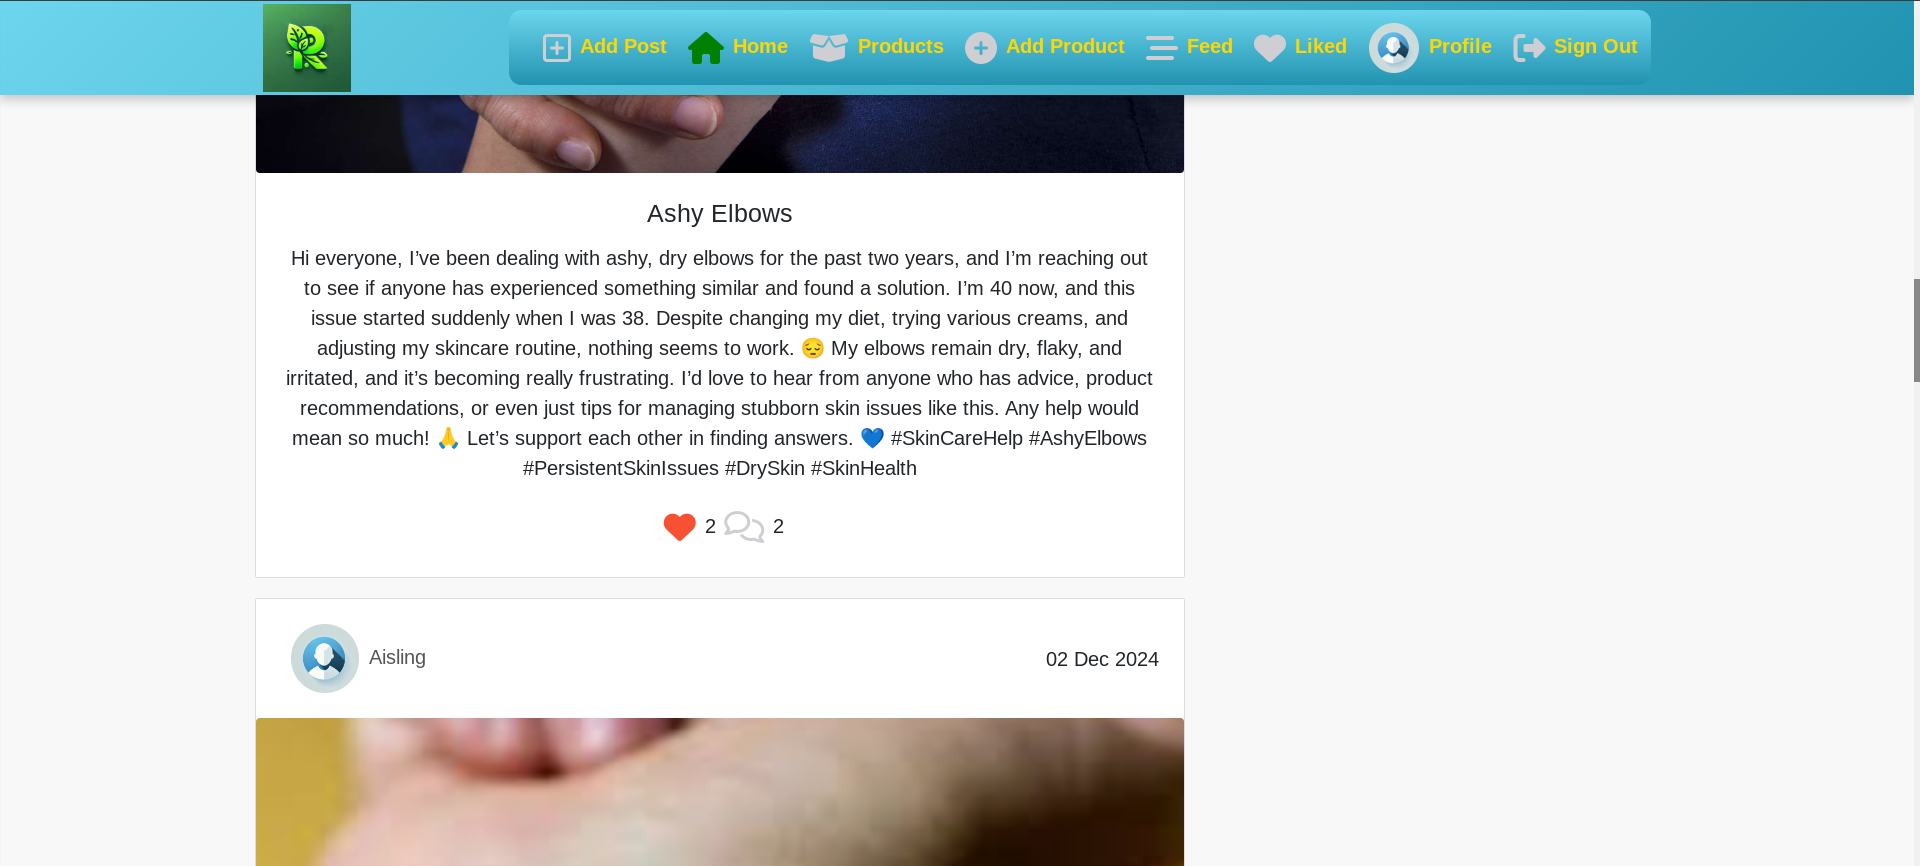 Add Post Home Products Add Product Feed Liked Profile Sign Out
Ashy Elbows
Hi everyone, I’ve been dealing with ashy, dry elbows for the past two years, and I’m reaching out
to see if anyone has experienced something similar and found a solution. I’m 40 now, and this
issue started suddenly when I was 38. Despite changing my diet, trying various creams, and
adjusting my skincare routine, nothing seems to work. 😔 My elbows remain dry, flaky, and
irritated, and it’s becoming really frustrating. I’d love to hear from anyone who has advice, product
recommendations, or even just tips for managing stubborn skin issues like this. Any help would
mean so much! 🙏 Let’s support each other in finding answers. 💙 #SkinCareHelp #AshyElbows
#PersistentSkinIssues #DrySkin #SkinHealth
2 2
Aisling
02 Dec 2024